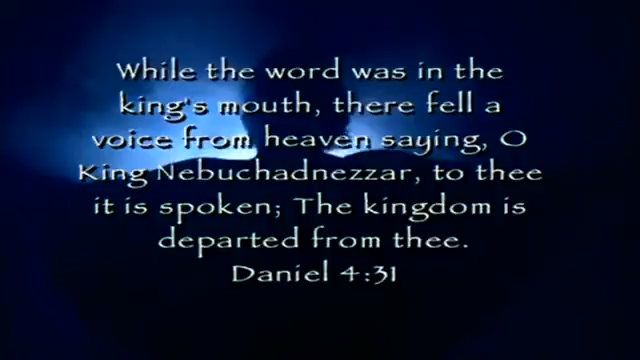 While the word was in the
king's mouth, there fell a
voice from heaven saying, O
King Nebuchadnezzar, to thee
it is spoken; The kingdom is
departed from thee.
Daniel 4:31